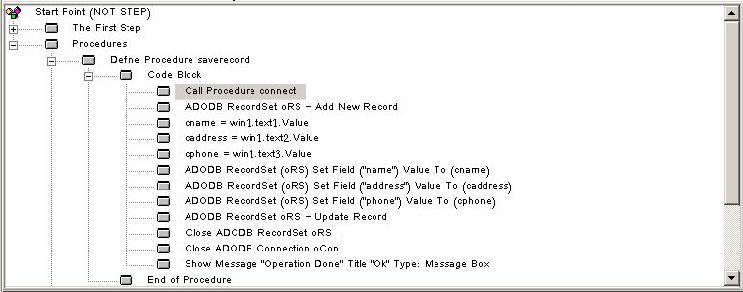 Start Point (NOT STEP)
The First Step
Procedures
Define Procedure saverecord
Code Block
Call Procedure connect
ADODB RecordSet oRS - Add New Record
cname = win1.text1.Value
caddress = win1.text2.Value
cphone = win1.text3.Value
ADODB RecordSet (oRS) Set Field ("name") Value To (cname)
ADODB RecordSet (oRS) Set Field ("address") Value To (caddress)
ADODB RecordSet (oRS) Set Field ("phone") Value To (cphone)
ADODB RecordSet oRS - Update Record
Close ADODB RecordSet oRS
Close ADODB Connection oCon
Show Message "Operation Done" Title "Ok" Type: Message Box
End of Procedure